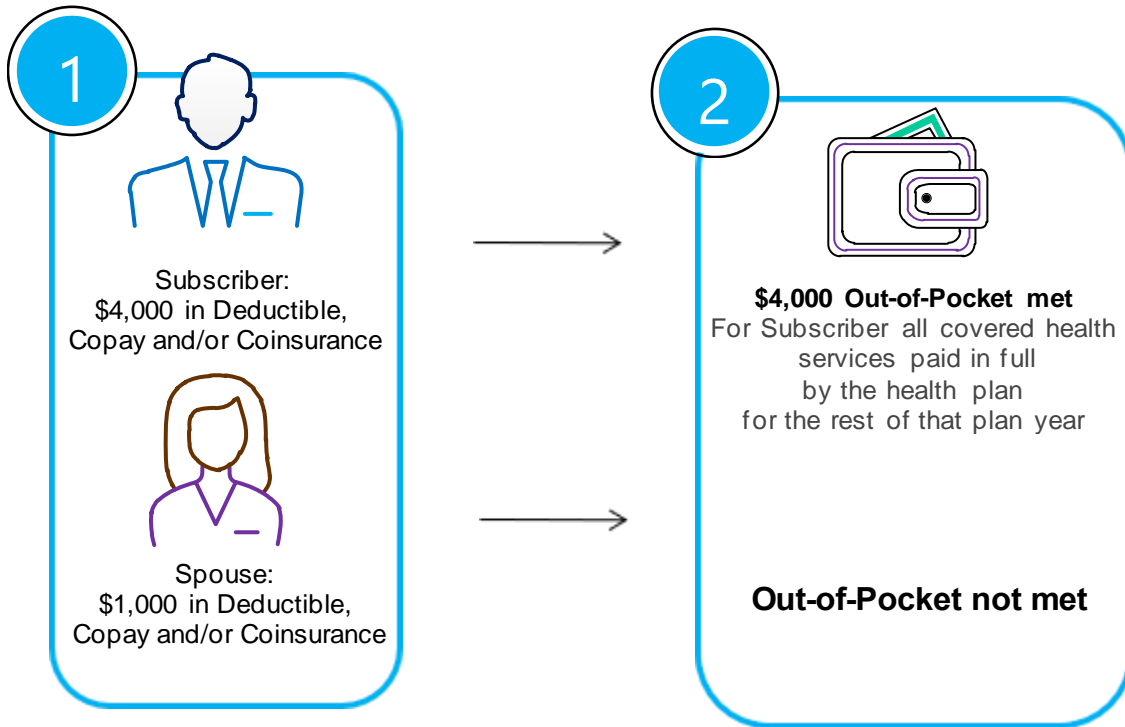 1
Subscriber:
$4,000 in Deductible,
Copay and/or Coinsurance
Spouse:
$1,000 in Deductible,
Copay and/or Coinsurance
2
$4,000 Out-of-Pocket met
For Subscriber all covered health
services paid in full
by the health plan
for the rest of that plan year
Out-of-Pocket not met